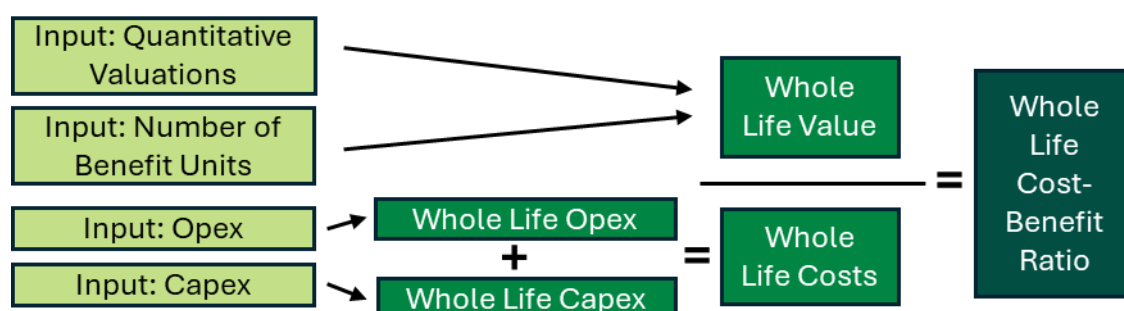 Input: Quantitative
Valuations
Input: Number of
Benefit Units
Input: Opex
Input: Capex
Whole Life Opex
+
Whole Life Capex
=
Whole
Life Value
Whole
Life Costs
=
Whole
Life
Cost-
Benefit
Ratio